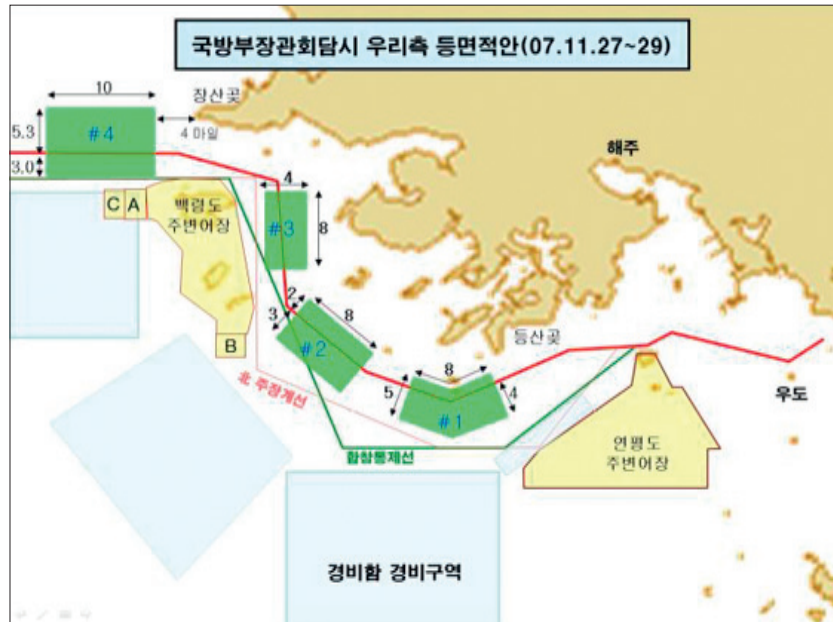 국방부장관회담시 우리측 등면적안(07.11.27~29)
10
장산곶
5.3
#4
4 마일
3.0
해주
4
C A
백령도
주변어장
#3
8
2
3
8
#2
B
등산곶
北 주장계선
8
5
4
#1
우도
합참통제선
연평도
주변어장
경비함 경비구역